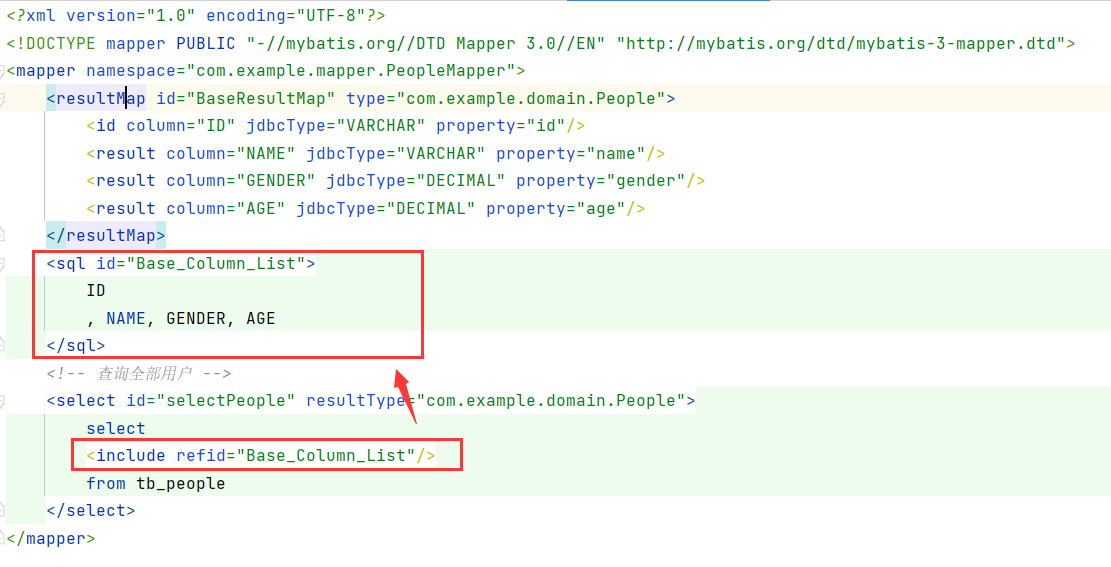 <?xml version="1.0" encoding="UTF-8"?>
<!DOCTYPE mapper PUBLIC "-//mybatis.org//DTD Mapper 3.0//EN" "http://mybatis.org/dtd/mybatis-3-mapper.dtd">
<mapper namespace="com.example.mapper.PeopleMapper">
    <resultMap id="BaseResultMap" type="com.example.domain.People">
        <id column="ID" jdbcType="VARCHAR" property="id"/>
        <result column="NAME" jdbcType="VARCHAR" property="name"/>
        <result column="GENDER" jdbcType="DECIMAL" property="gender"/>
        <result column="AGE" jdbcType="DECIMAL" property="age"/>
    </resultMap>
    <sql id="Base_Column_List">
        ID
        , NAME, GENDER, AGE
    </sql>
    <!-- 查询全部用户 -->
    <select id="selectPeople" resultType="com.example.domain.People">
        select
        <include refid="Base_Column_List"/>
        from tb_people
    </select>
</mapper>